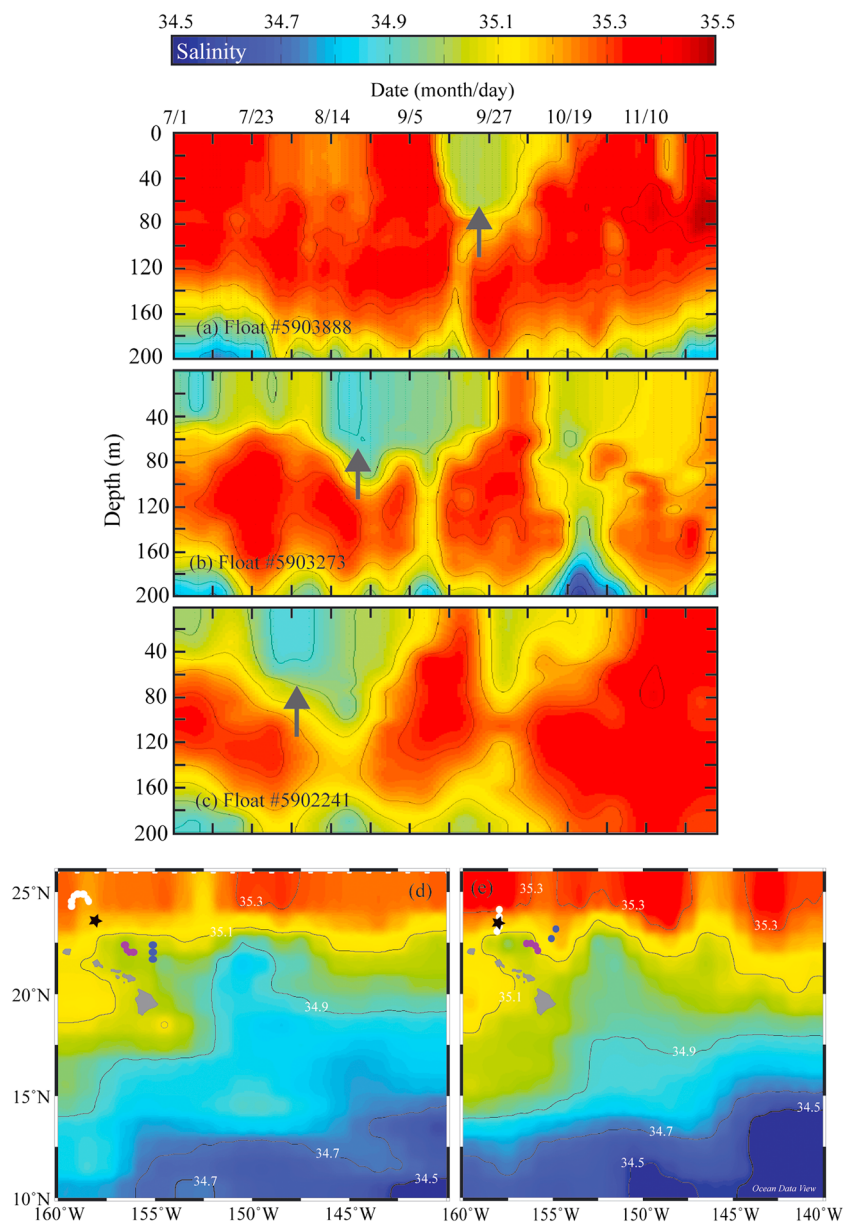 34.5 34.7 34.9 35.1 35.3 35.5
Salinity
Date (month/day)
7/1 7/23 8/14 9/5 9/27 10/19 11/10
0
40
80
120
160
200
(a) Float #5903888
Depth (m)
40
80
120
160
200
(b) Float #5903273
40
80
120
160
200
(c) Float #5902241
25°N
20°N
15°N
10°N
(d)
35.3
35.1
34.9
34.7
34.7
34.5
160°W 155°W 150°W 145°W
(e)
35.3
35.3
35.1
34.9
34.7
34.5
34.5
Ocean Data View
160°W 155°W 150°W 145°W 140°W